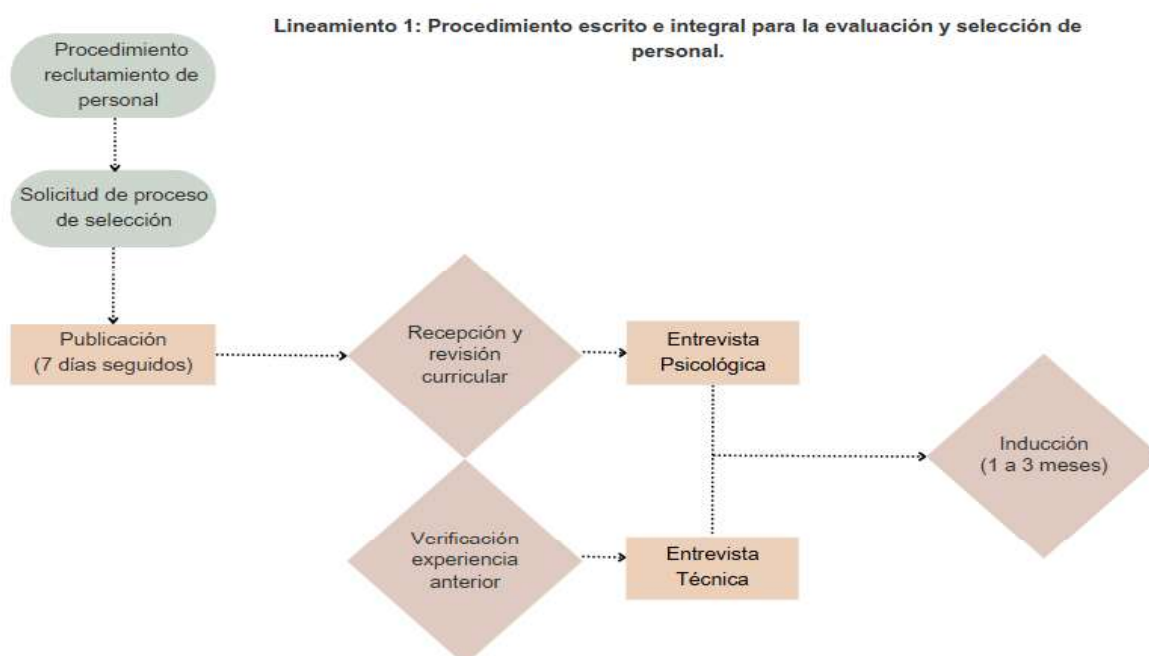 Lineamiento 1: Procedimiento escrito e integral para la evaluación y selección de
personal.
Procedimiento
reclutamiento de
personal
Solicitud de proceso
de selección
Publicación
(7 días seguidos)
Recepción y
revisión
curricular
Entrevista
Psicológica
Inducción
(1 a 3 meses)
Verificación
experiencia
anterior
Entrevista
Técnica